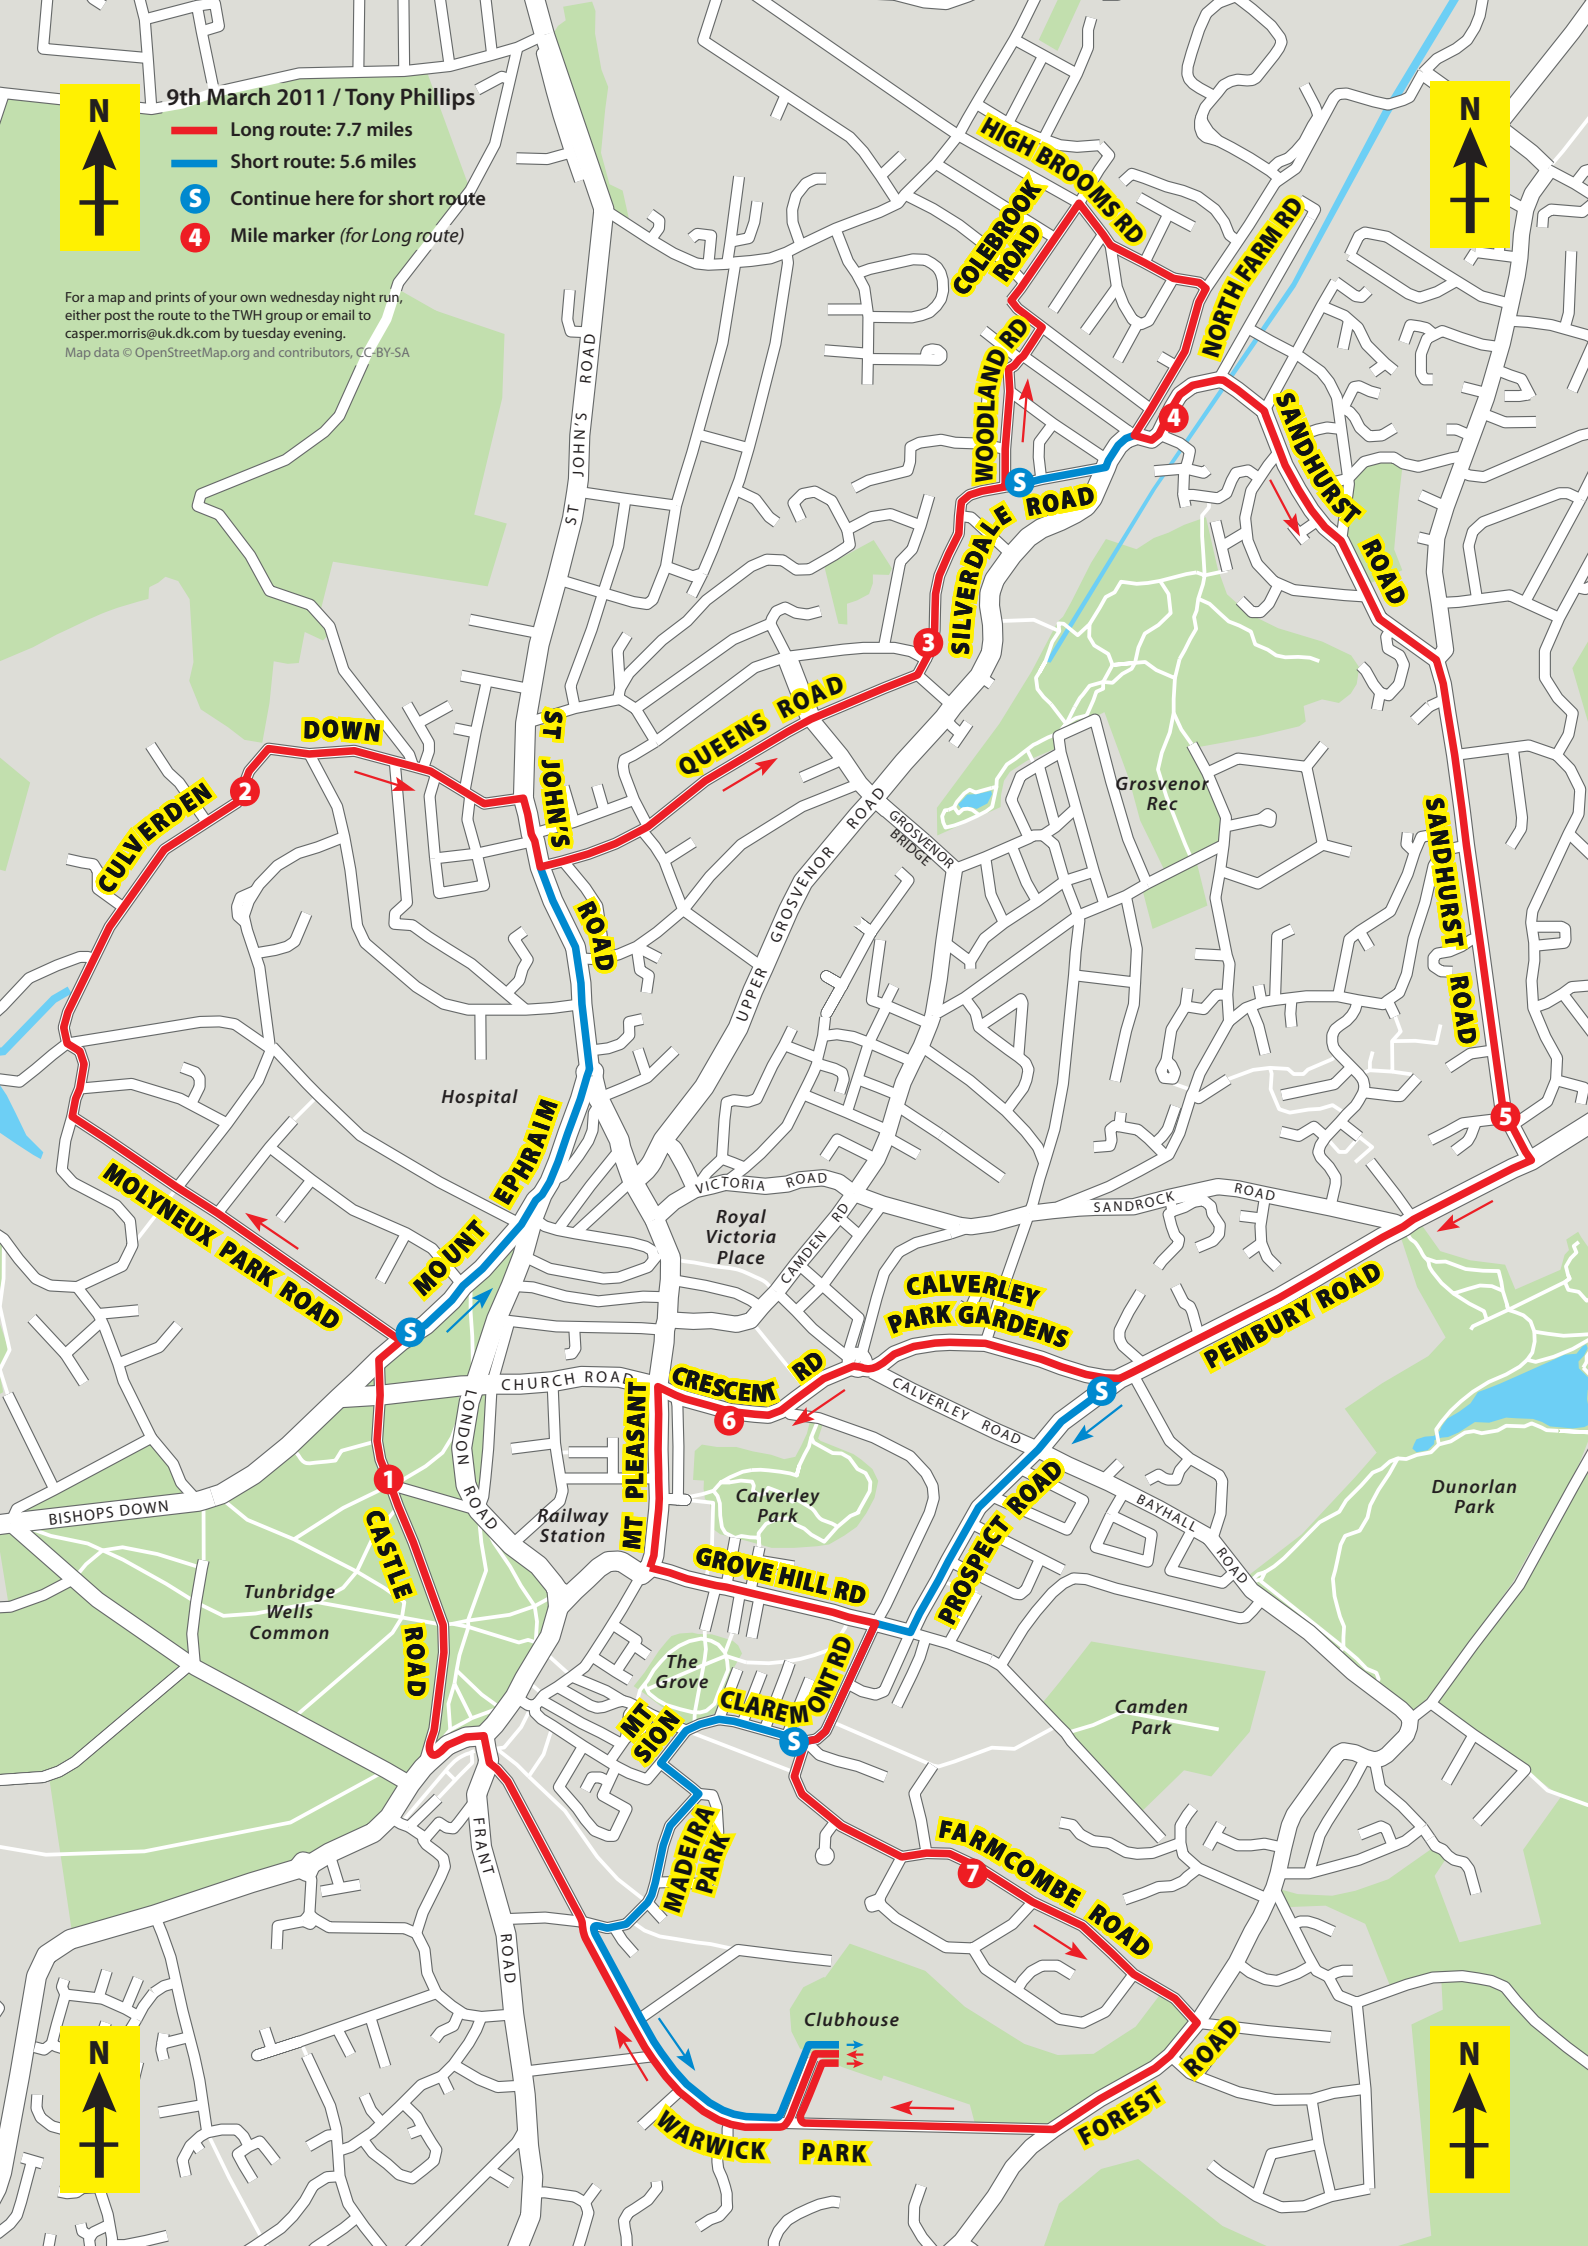 N
9th March 2011 / Tony Phillips
Long route: 7.7 miles
Short route: 5.6 miles
S Continue here for short route
4 Mile marker (for Long route)
For a map and prints of your own wednesday night run,
either post the route to the TWH group or email to
casper.morris@uk.dk.com by tuesday evening.
Map data © OpenStreetMap.org and contributors, CC-BY-SA
N
HIGH BROOMS RD
COLEBROOK
ROAD
NORTH FARM RD
WOODLAND RD
4
S
SILVERDALE ROAD
SANDHURST ROAD
ST JOHN'S ROAD
3
DOWN
CULVERDEN
2
ST JOHN'S ROAD
QUEENS ROAD
Grosvenor
Rec
GROSVENOR
BRIDGE
UPPER GROSVENOR ROAD
SANDHURST ROAD
5
Hospital
MOUNT EPHRAIM
MOLYNEUX PARK ROAD
S
VICTORIA ROAD
Royal
Victoria
Place
CAMDEN RD
SANDROCK ROAD
PEMBURY ROAD
CALVERLEY
PARK GARDENS
S
CRESCENT RD
6
CHURCH ROAD
MT PLEASANT
LONDON ROAD
CALVERLEY ROAD
1
BISHOPS DOWN
CASTLE ROAD
Railway
Station
Calverley
Park
PROSPECT ROAD
BAYHALL ROAD
Dunorlan
Park
Tunbridge
Wells
Common
GROVE HILL RD
The
Grove
MT
SION
CLAREMONT RD
S
Camden
Park
MADEIRA
PARK
FRANT ROAD
FARMCOMBE ROAD
7
Clubhouse
FOREST ROAD
WARWICK PARK
N
N